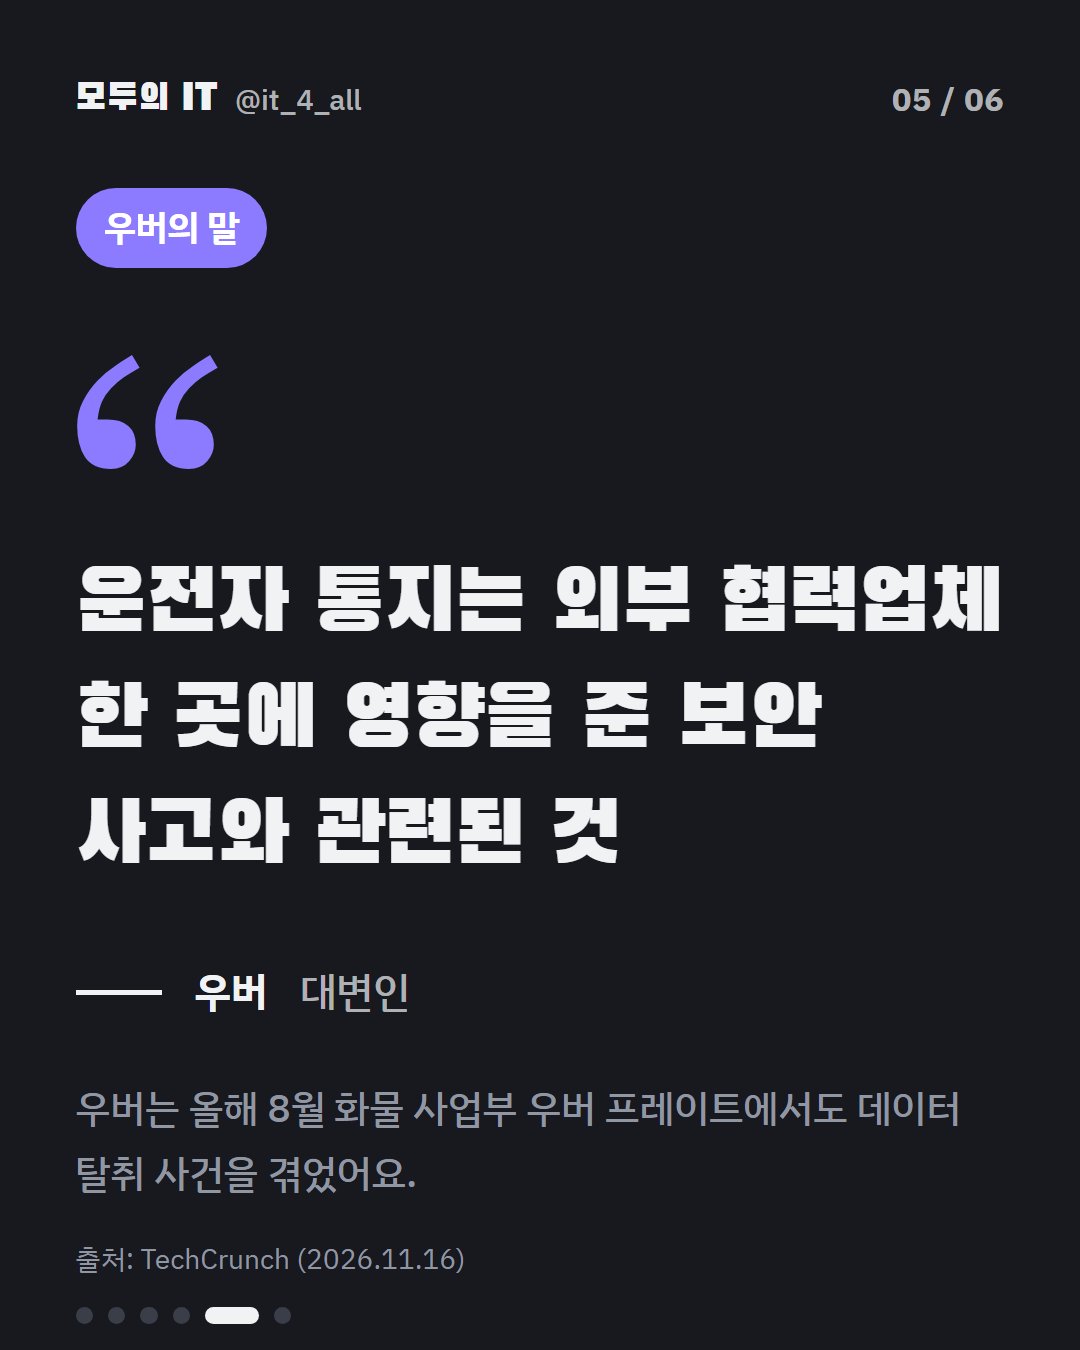 모두의 IT @it_4_all
05 / 06
우버의 말
“
운전자 통지는 외부 협력업체
한 곳에 영향을 준 보안
사고와 관련된 것
우버 대변인
우버는 올해 8월 화물 사업부 우버 프레이트에서도 데이터
탈취 사건을 겪었어요.
출처: TechCrunch (2026.11.16)